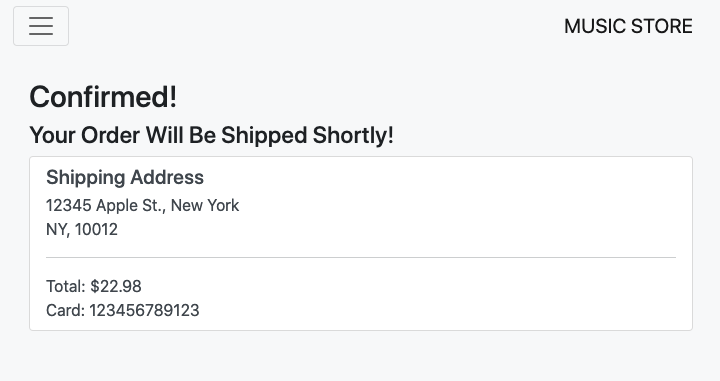 MUSIC STORE
Confirmed!
Your Order Will Be Shipped Shortly!
Shipping Address
12345 Apple St., New York
NY, 10012
Total: $22.98
Card: 123456789123